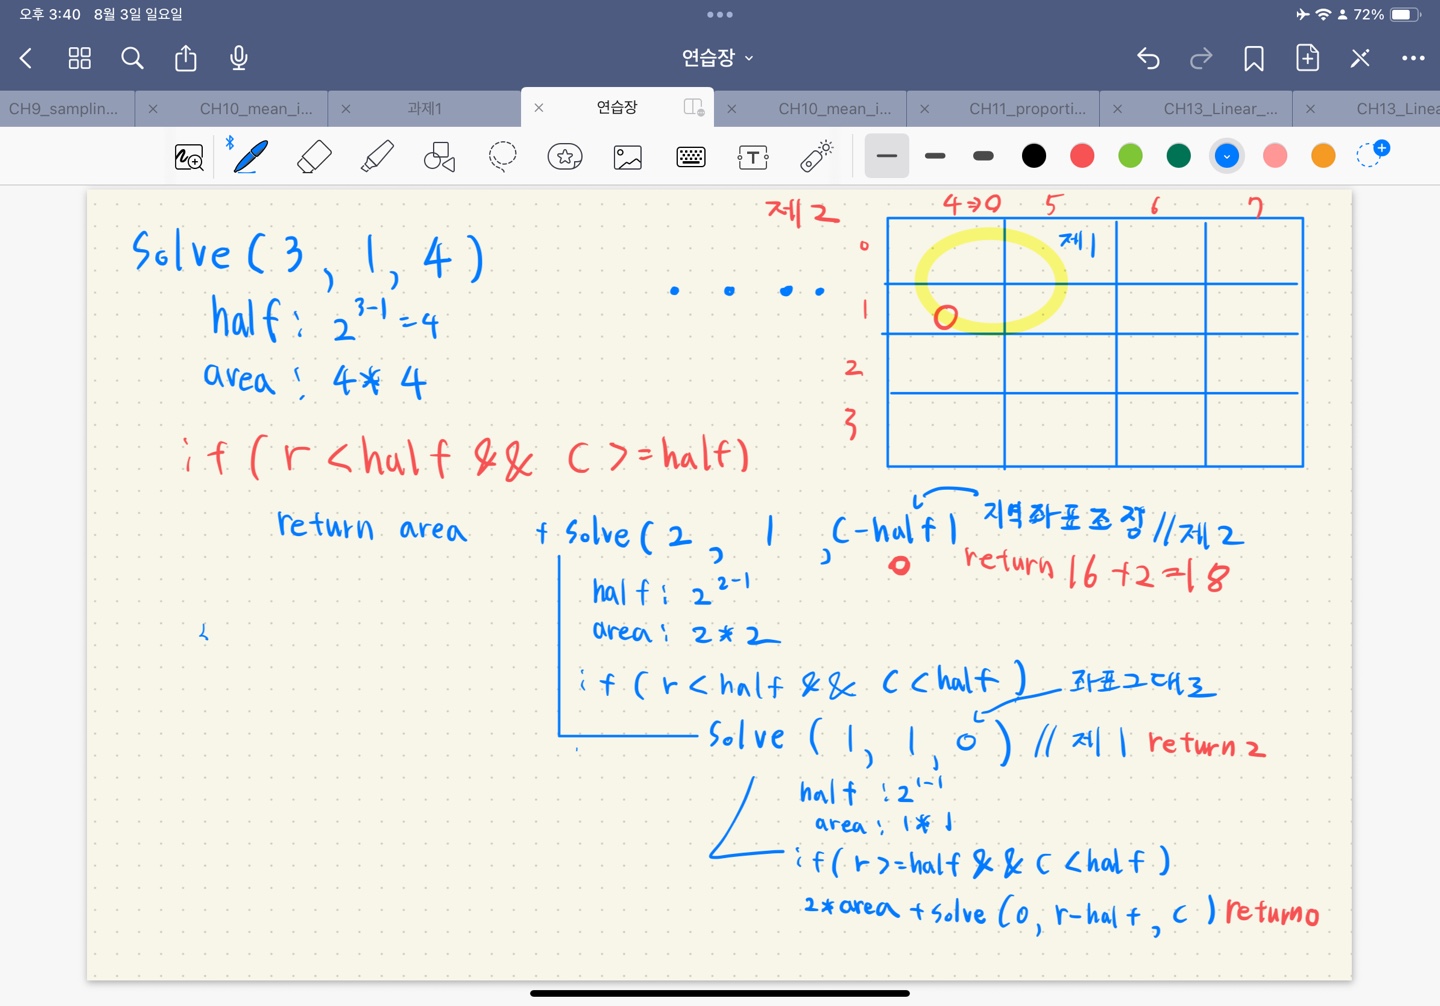 오후 3:40 8월 3일 일요일
72%
연습장
CH9_samplin...
CH10_mean_i...
과제1
연습장
CH10_mean_i...
CH11_proporti...
CH13_Linear_...
CH13_Linea
제2
4⇒0 5 6 7
0
제1
1
0
2
3
Solve(3, 1, 4)
half: 2^3-1=4
area: 4*4
if(r<half && c>=half)
return area + solve(2, 1, c-half) 지역좌표조정//제2
0 return 16+2=18
half: 2^2-1
area: 2*2
if(r<half && c<half) 좌표그대로
Solve(1, 1, 0) // 제1 return 2
half: 2^1-1
area: 1*1
if(r>=half && c<half)
2*area+solve(0, r-half, c) return 0